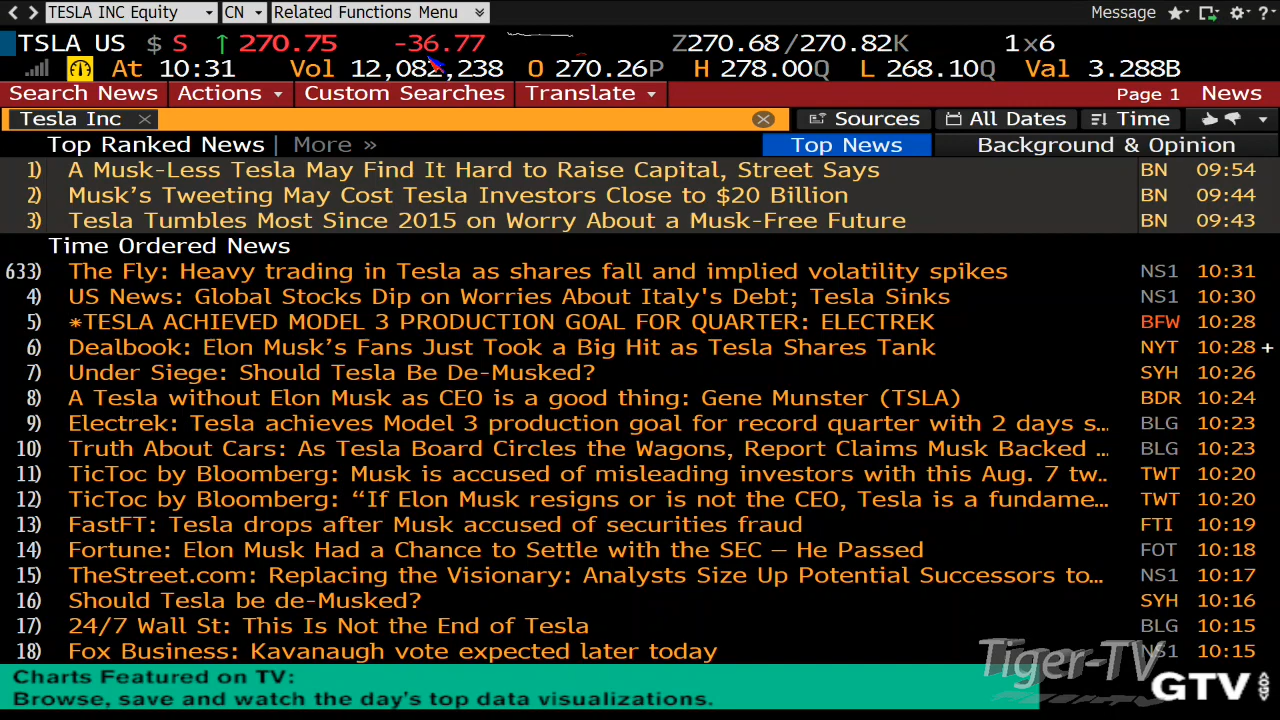 TESLA INC Equity CN Related Functions Menu Message ?
TSLA US $ S ↑ 270.75 -36.77 Z270.68/270.82K 1x6
At 10:31 Vol 12,082,238 O 270.26P H 278.00Q L 268.10Q Val 3.288B
Search News Actions Custom Searches Translate Page 1 News
Tesla Inc Sources All Dates Time
Top Ranked News | More » Top News Background & Opinion
1) A Musk-Less Tesla May Find It Hard to Raise Capital, Street Says BN 09:54
2) Musk's Tweeting May Cost Tesla Investors Close to $20 Billion BN 09:44
3) Tesla Tumbles Most Since 2015 on Worry About a Musk-Free Future BN 09:43
Time Ordered News
633) The Fly: Heavy trading in Tesla as shares fall and implied volatility spikes NS1 10:31
4) US News: Global Stocks Dip on Worries About Italy's Debt; Tesla Sinks NS1 10:30
5) *TESLA ACHIEVED MODEL 3 PRODUCTION GOAL FOR QUARTER: ELECTREK BFW 10:28
6) Dealbook: Elon Musk's Fans Just Took a Big Hit as Tesla Shares Tank NYT 10:28 +
7) Under Siege: Should Tesla Be De-Musked? SYH 10:26
8) A Tesla without Elon Musk as CEO is a good thing: Gene Munster (TSLA) BDR 10:24
9) Electrek: Tesla achieves Model 3 production goal for record quarter with 2 days s… BLG 10:23
10) Truth About Cars: As Tesla Board Circles the Wagons, Report Claims Musk Backed … BLG 10:23
11) TicToc by Bloomberg: Musk is accused of misleading investors with this Aug. 7 tw… TWT 10:20
12) TicToc by Bloomberg: “If Elon Musk resigns or is not the CEO, Tesla is a fundame… TWT 10:20
13) FastFT: Tesla drops after Musk accused of securities fraud FTI 10:19
14) Fortune: Elon Musk Had a Chance to Settle with the SEC — He Passed FOT 10:18
15) TheStreet.com: Replacing the Visionary: Analysts Size Up Potential Successors to… NS1 10:17
16) Should Tesla be de-Musked? SYH 10:16
17) 24/7 Wall St: This Is Not the End of Tesla BLG 10:15
18) Fox Business: Kavanaugh vote expected later today NS1 10:15
Charts Featured on TV:
Browse, save and watch the day's top data visualizations.
Tiger-TV
GTV